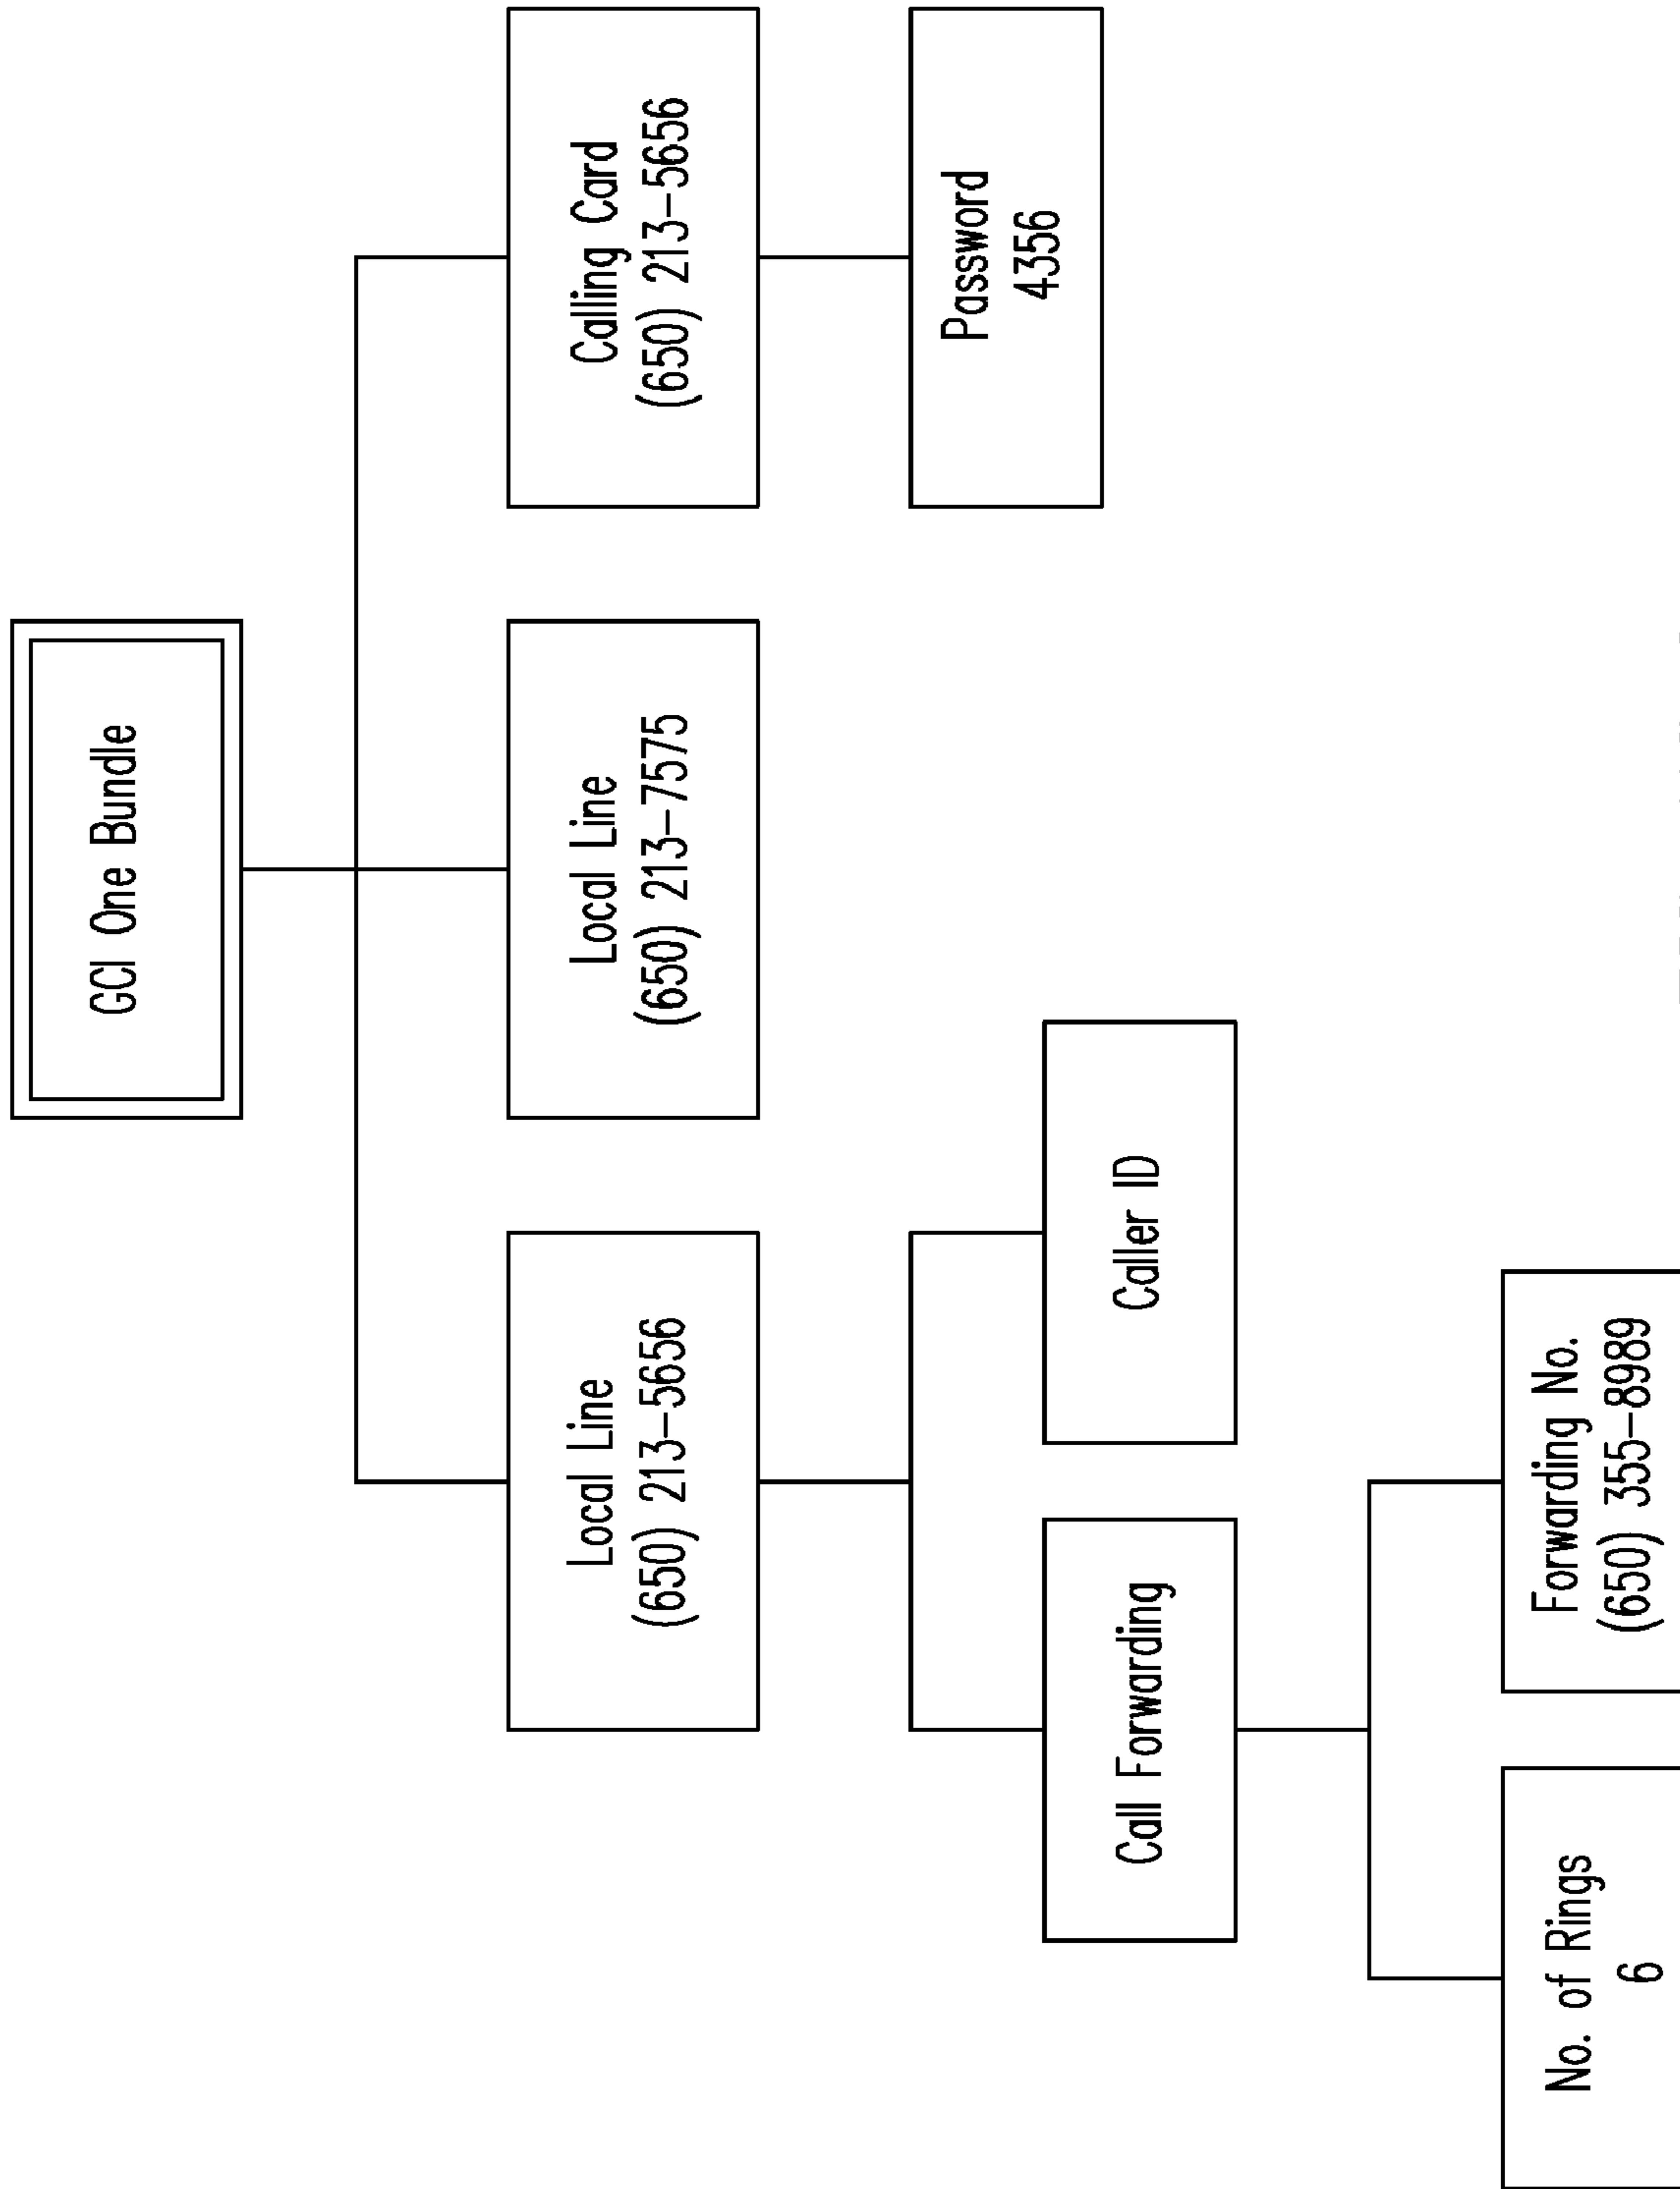 GCI One Bundle
Local Line
(650) 213-5656
Local Line
(650) 213-7575
Calling Card
(650) 213-5656
Call Forwarding
Caller ID
Password
4356
No. of Rings
6
Forwarding No.
(650) 355-8989